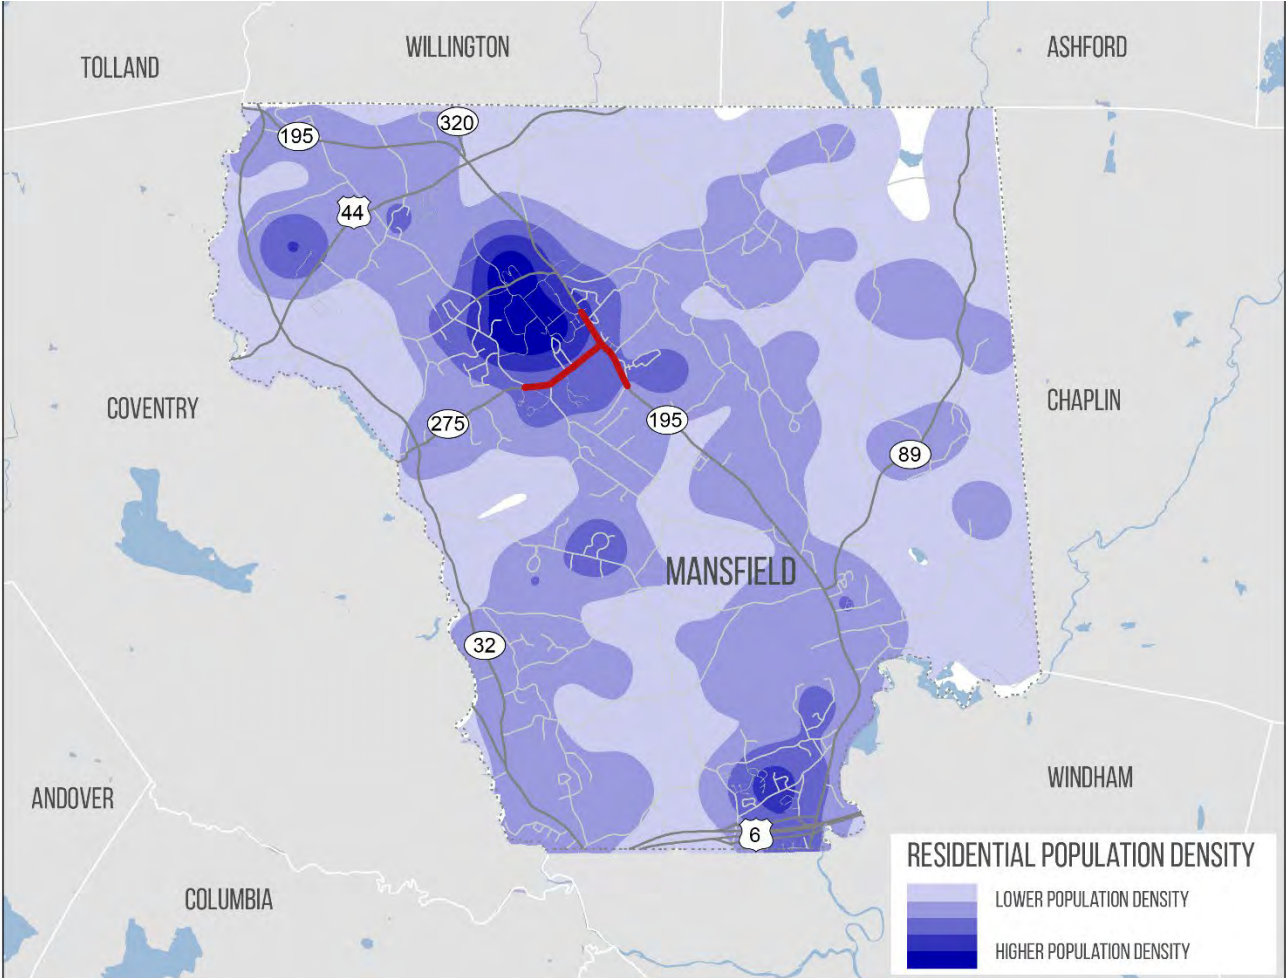 WILLINGTON
ASHFORD
TOLLAND
320
195
44
COVENTRY
CHAPLIN
275
195
89
MANSFIELD
32
WINDHAM
ANDOVER
6
RESIDENTIAL POPULATION DENSITY
LOWER POPULATION DENSITY
HIGHER POPULATION DENSITY
COLUMBIA